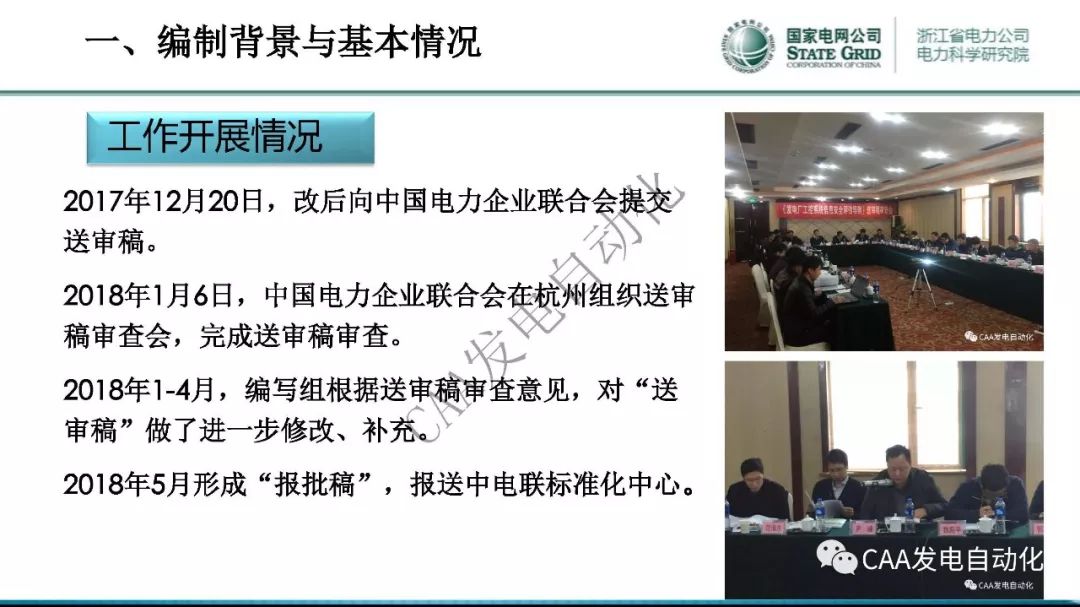 一、编制背景与基本情况
国家电网公司
STATE GRID
CORPORATION OF CHINA
浙江省电力公司
电力科学研究院
工作开展情况
2017年12月20日，改后向中国电力企业联合会提交
送审稿。
2018年1月6日，中国电力企业联合会在杭州组织送审
稿审查会，完成送审稿审查。
2018年1-4月，编写组根据送审稿审查意见，对“送
审稿”做了进一步修改、补充。
2018年5月形成“报批稿”，报送中电联标准化中心。
CAA发电自动化
CAA发电自动化
CAA发电自动化
CAA发电自动化